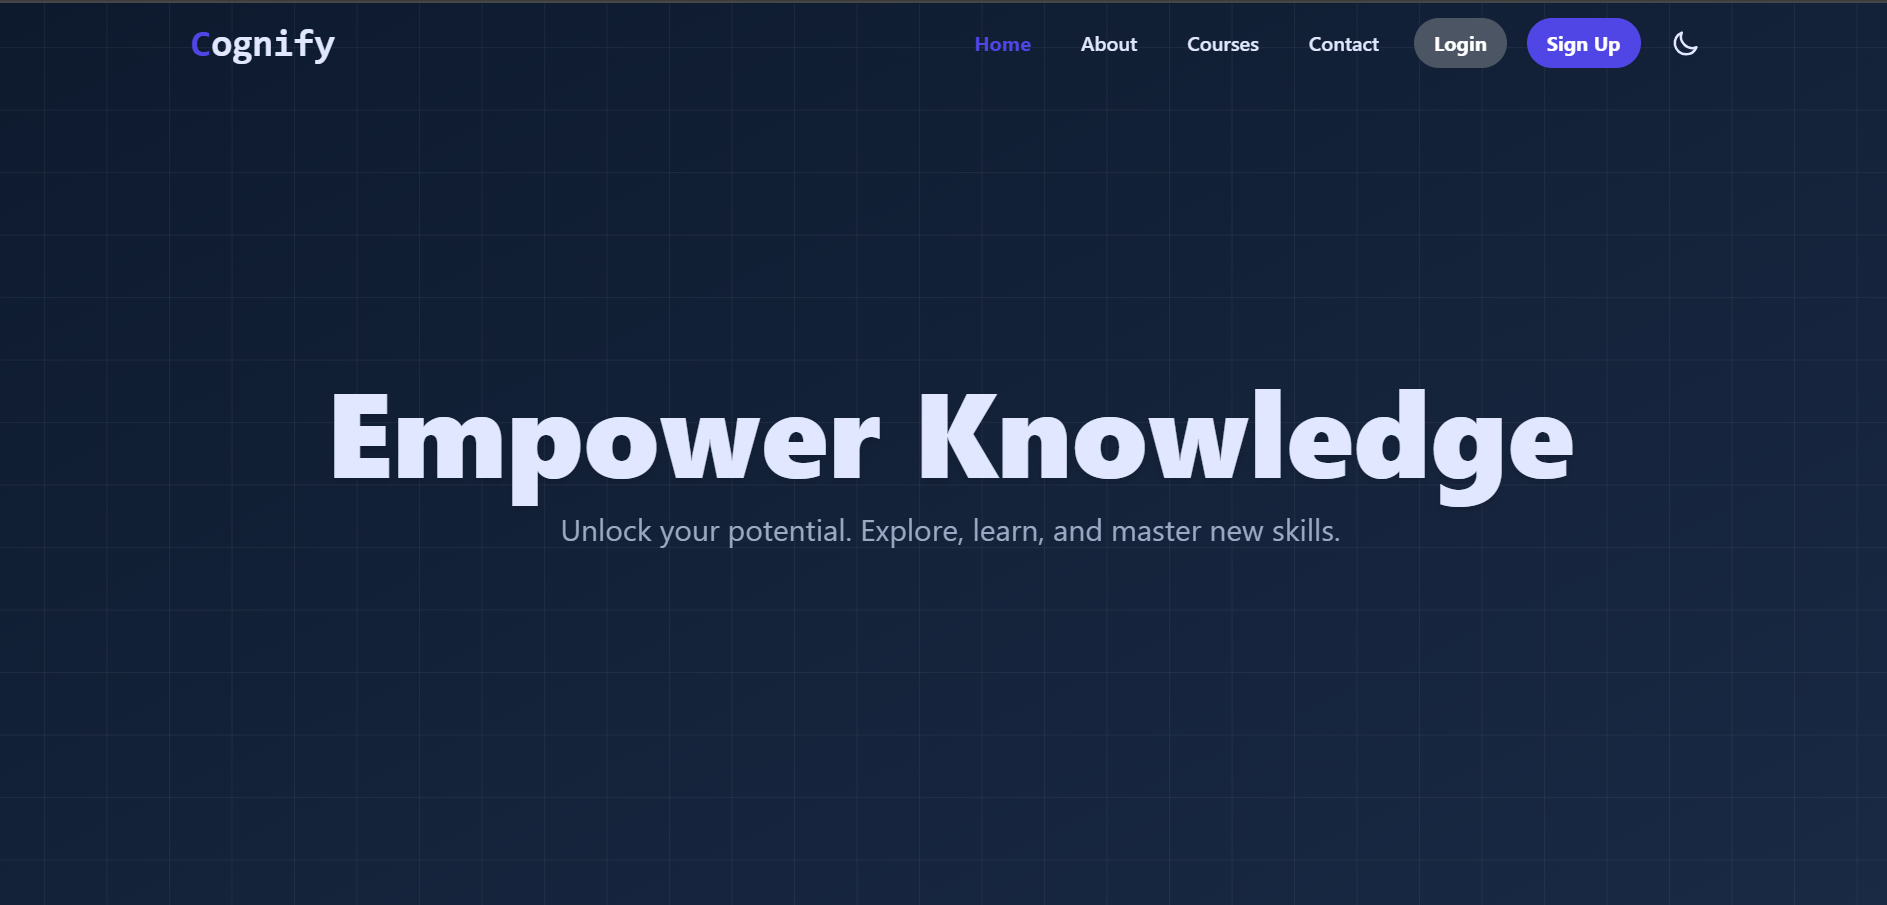 Cognify
Home About Courses Contact Login Sign Up
Empower Knowledge
Unlock your potential. Explore, learn, and master new skills.